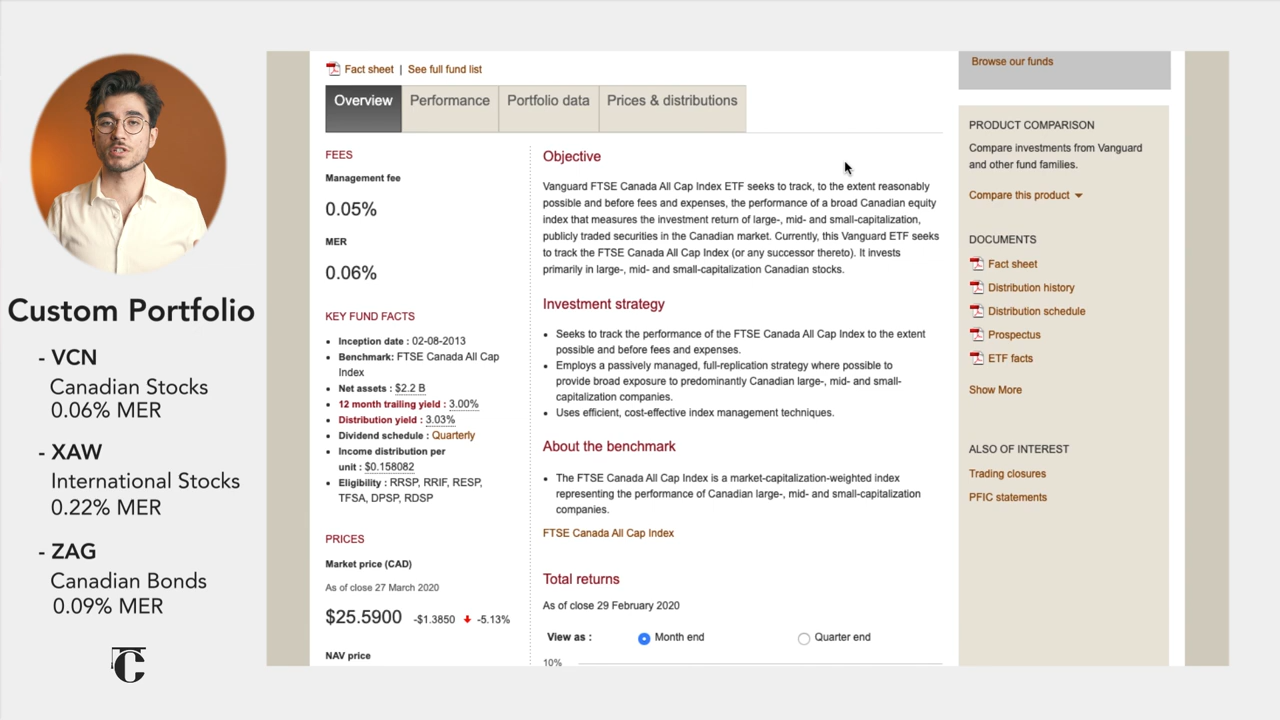 Custom Portfolio
- VCN
Canadian Stocks
0.06% MER
- XAW
International Stocks
0.22% MER
- ZAG
Canadian Bonds
0.09% MER
C
Fact sheet | See full fund list
Overview
Performance
Portfolio data
Prices & distributions
FEES
Management fee
0.05%
MER
0.06%
KEY FUND FACTS
• Inception date : 02-08-2013
• Benchmark: FTSE Canada All Cap
Index
• Net assets : $2.2 B
• 12 month trailing yield : 3.00%
• Distribution yield : 3.03%
• Dividend schedule : Quarterly
• Income distribution per
unit : $0.158082
• Eligibility : RRSP, RRIF, RESP,
TFSA, DPSP, RDSP
PRICES
Market price (CAD)
As of close 27 March 2020
$25.5900 -$1.3850 -5.13%
NAV price
Objective
Vanguard FTSE Canada All Cap Index ETF seeks to track, to the extent reasonably
possible and before fees and expenses, the performance of a broad Canadian equity
index that measures the investment return of large-, mid- and small-capitalization,
publicly traded securities in the Canadian market. Currently, this Vanguard ETF seeks
to track the FTSE Canada All Cap Index (or any successor thereto). It invests
primarily in large-, mid- and small-capitalization Canadian stocks.
Investment strategy
• Seeks to track the performance of the FTSE Canada All Cap Index to the extent
possible and before fees and expenses.
• Employs a passively managed, full-replication strategy where possible to
provide broad exposure to predominantly Canadian large-, mid- and small-
capitalization companies.
• Uses efficient, cost-effective index management techniques.
About the benchmark
• The FTSE Canada All Cap Index is a market-capitalization-weighted index
representing the performance of Canadian large-, mid- and small-capitalization
companies.
FTSE Canada All Cap Index
Total returns
As of close 29 February 2020
View as : Month end Quarter end
10%
Browse our funds
PRODUCT COMPARISON
Compare investments from Vanguard
and other fund families.
Compare this product
DOCUMENTS
Fact sheet
Distribution history
Distribution schedule
Prospectus
ETF facts
Show More
ALSO OF INTEREST
Trading closures
PFIC statements